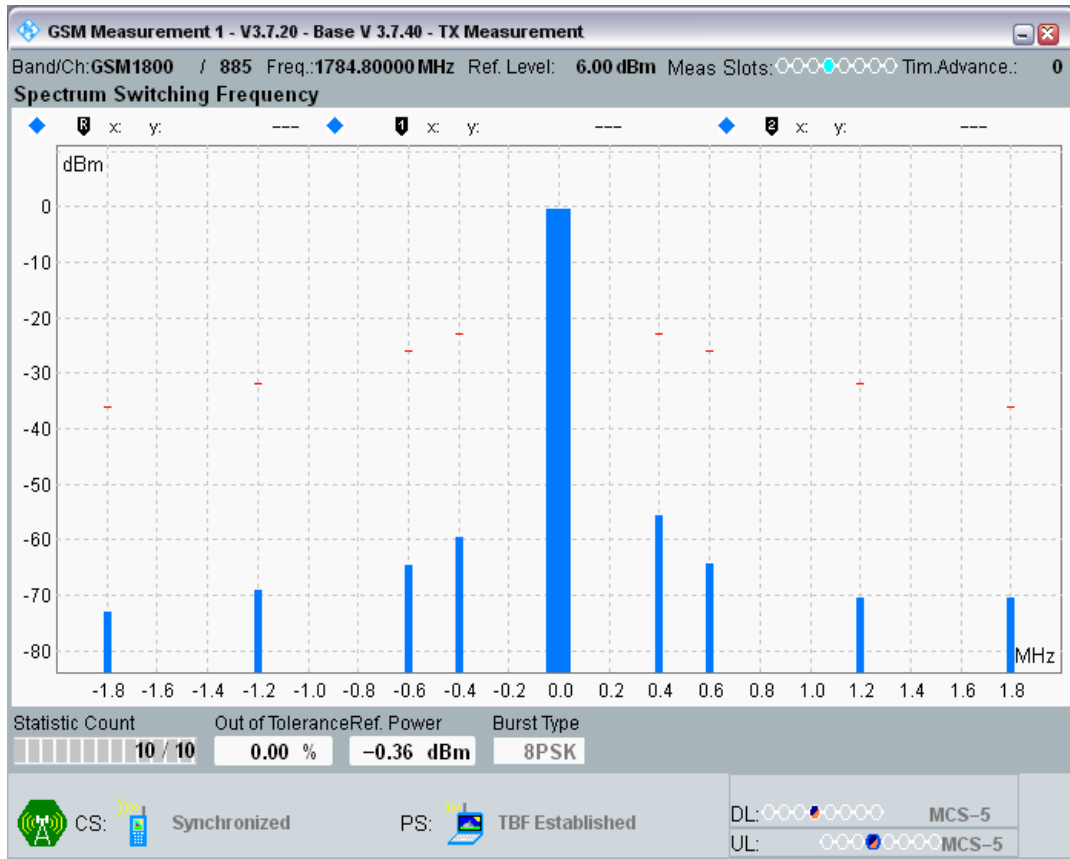 GSM Measurement 1 - V3.7.20 - Base V 3.7.40 - TX Measurement
Band/Ch:GSM1800 / 885 Freq.:1784.80000 MHz Ref. Level: 6.00 dBm Meas Slots: Tim.Advance.: 0
Spectrum Switching Frequency
R x: y: --- 1 x: y: --- 2 x: y: ---
dBm
0
-10
-20
-30
-40
-50
-60
-70
-80
MHz
-1.8 -1.6 -1.4 -1.2 -1.0 -0.8 -0.6 -0.4 -0.2 0.0 0.2 0.4 0.6 0.8 1.0 1.2 1.4 1.6 1.8
Statistic Count Out of Tolerance Ref. Power Burst Type
10 / 10 0.00 % −0.36 dBm 8PSK
CS: Synchronized PS: TBF Established DL: MCS−5
UL: MCS−5